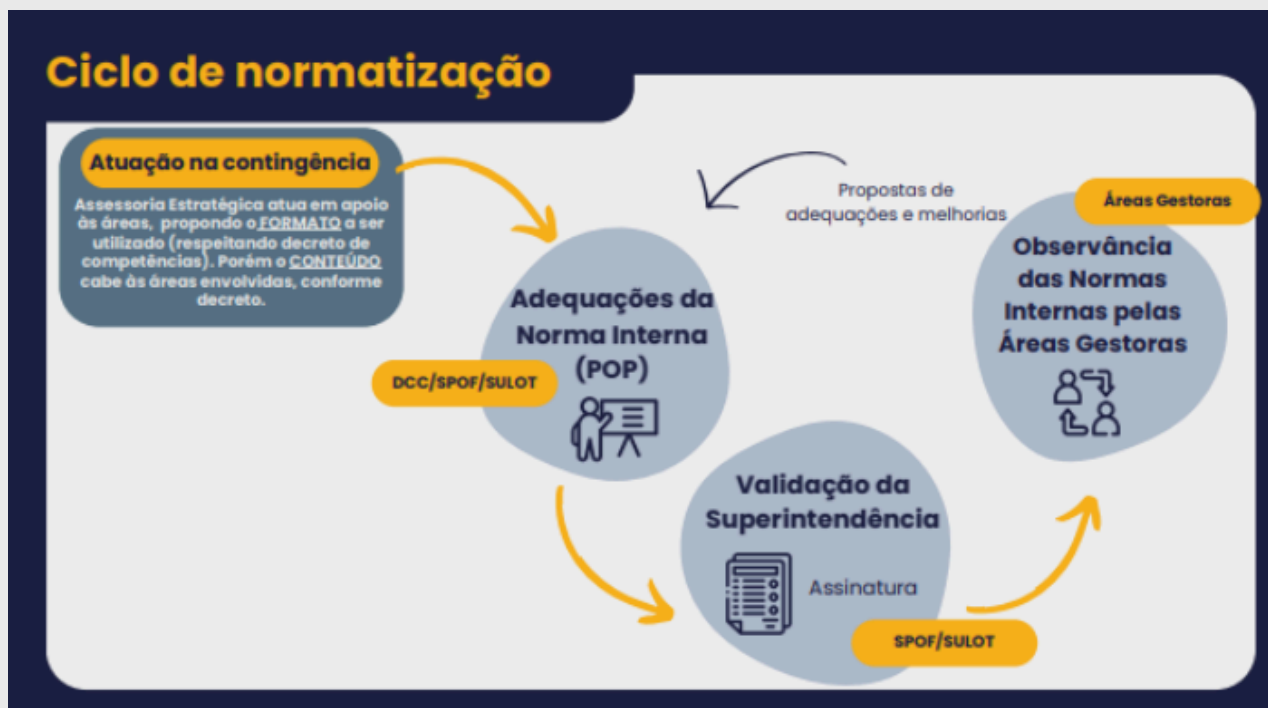 Ciclo de normatização
Atuação na contingência
Assessoria Estratégica atua em apoio
às áreas, propondo o FORMATO a ser
utilizado (respeitando decreto de
competências). Porém o CONTEÚDO
cabe às áreas envolvidas, conforme
decreto.
Adequações da
Norma Interna
(POP)
DCC/SPOF/SULOT
Validação da
Superintendência
Assinatura
SPOF/SULOT
Áreas Gestoras
Observância
das Normas
Internas pelas
Áreas Gestoras
Propostas de
adequações e melhorias